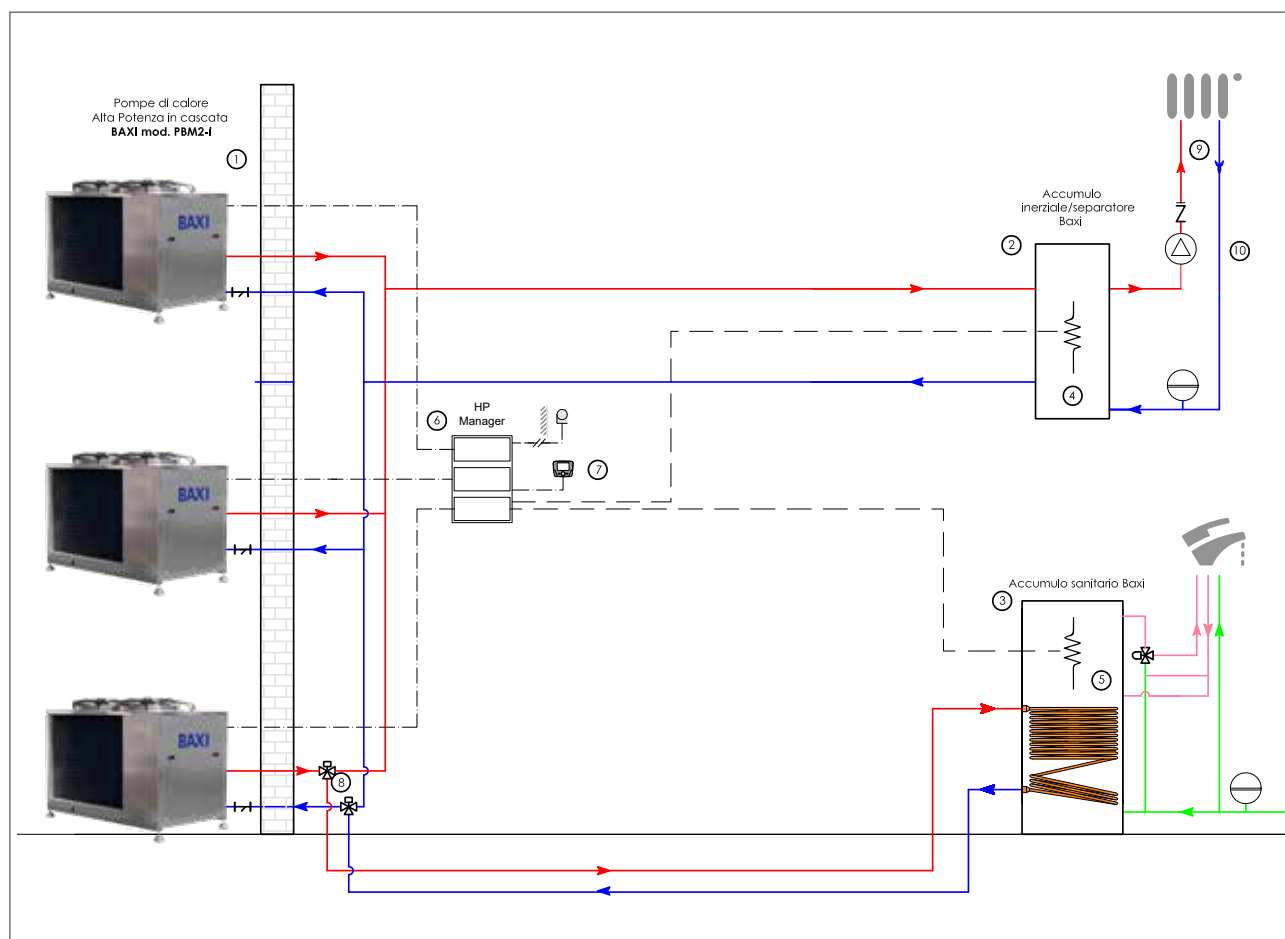 Pompe di calore
Alta Potenza in cascata
BAXI mod. PBM2-i
1
BAXI
9
Accumulo
inerziale/separatore
Baxi
2
10
4
HP
Manager
6
7
BAXI
Accumulo sanitario Baxi
3
5
BAXI
8